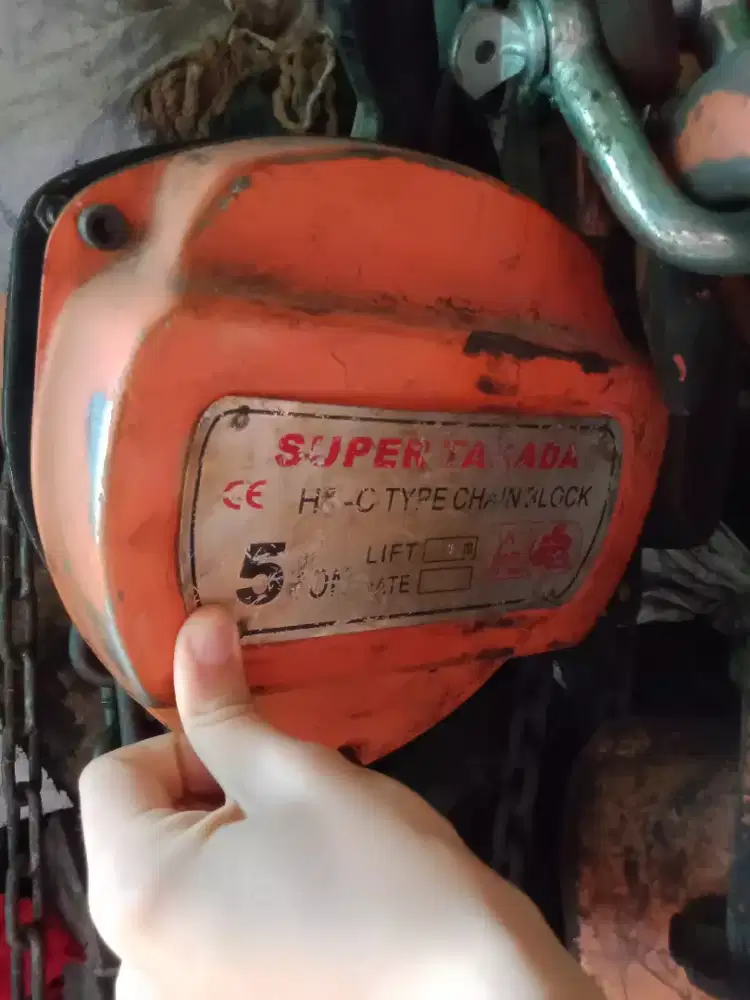 SUPER TAKADA
CE HS-C TYPE CHAIN BLOCK
5 TON
LIFT m
DATE